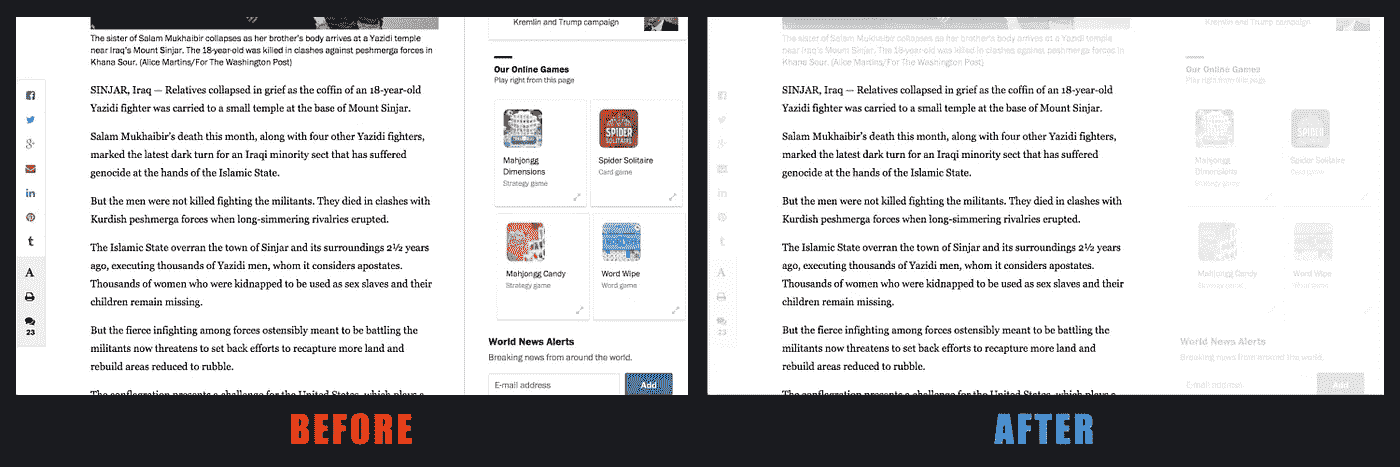 The sister of Salam Mukhaibir collapses as her brother's body arrives at a Yazidi temple
near Iraq's Mount Sinjar. The 18-year-old was killed in clashes against peshmerga forces in
Khana Sour. (Alice Martins/For The Washington Post)
SINJAR, Iraq — Relatives collapsed in grief as the coffin of an 18-year-old
Yazidi fighter was carried to a small temple at the base of Mount Sinjar.
Salam Mukhaibir's death this month, along with four other Yazidi fighters,
marked the latest dark turn for an Iraqi minority sect that has suffered
genocide at the hands of the Islamic State.
But the men were not killed fighting the militants. They died in clashes with
Kurdish peshmerga forces when long-simmering rivalries erupted.
The Islamic State overran the town of Sinjar and its surroundings 2½ years
ago, executing thousands of Yazidi men, whom it considers apostates.
Thousands of women who were kidnapped to be used as sex slaves and their
children remain missing.
But the fierce infighting among forces ostensibly meant to be battling the
militants now threatens to set back efforts to recapture more land and
rebuild areas reduced to rubble.
The conflagration presents a challenge for the United States, which plays a
A
23
Kremlin and Trump campaign
Our Online Games
Play right from this page
SPIDER
SOLITAIRE
Mahjongg
Dimensions
Strategy game
Spider Solitaire
Card game
Mahjongg Candy
Strategy game
Word Wipe
Word game
World News Alerts
Breaking news from around the world.
E-mail address
Add
BEFORE
The sister of Salam Mukhaibir collapses as her brother's body arrives at a Yazidi temple
near Iraq's Mount Sinjar. The 18-year-old was killed in clashes against peshmerga forces in
Khana Sour. (Alice Martins/For The Washington Post)
SINJAR, Iraq — Relatives collapsed in grief as the coffin of an 18-year-old
Yazidi fighter was carried to a small temple at the base of Mount Sinjar.
Salam Mukhaibir's death this month, along with four other Yazidi fighters,
marked the latest dark turn for an Iraqi minority sect that has suffered
genocide at the hands of the Islamic State.
But the men were not killed fighting the militants. They died in clashes with
Kurdish peshmerga forces when long-simmering rivalries erupted.
The Islamic State overran the town of Sinjar and its surroundings 2½ years
ago, executing thousands of Yazidi men, whom it considers apostates.
Thousands of women who were kidnapped to be used as sex slaves and their
children remain missing.
But the fierce infighting among forces ostensibly meant to be battling the
militants now threatens to set back efforts to recapture more land and
rebuild areas reduced to rubble.
The conflagration presents a challenge for the United States, which plays a
A
23
Kremlin and Trump campaign
Our Online Games
Play right from this page
SPIDER
Mahjongg
Dimensions
Strategy game
Spider Solitaire
Card game
Mahjongg Candy
Strategy game
Word Wipe
Word game
World News Alerts
Breaking news from around the world.
E-mail address
Add
AFTER